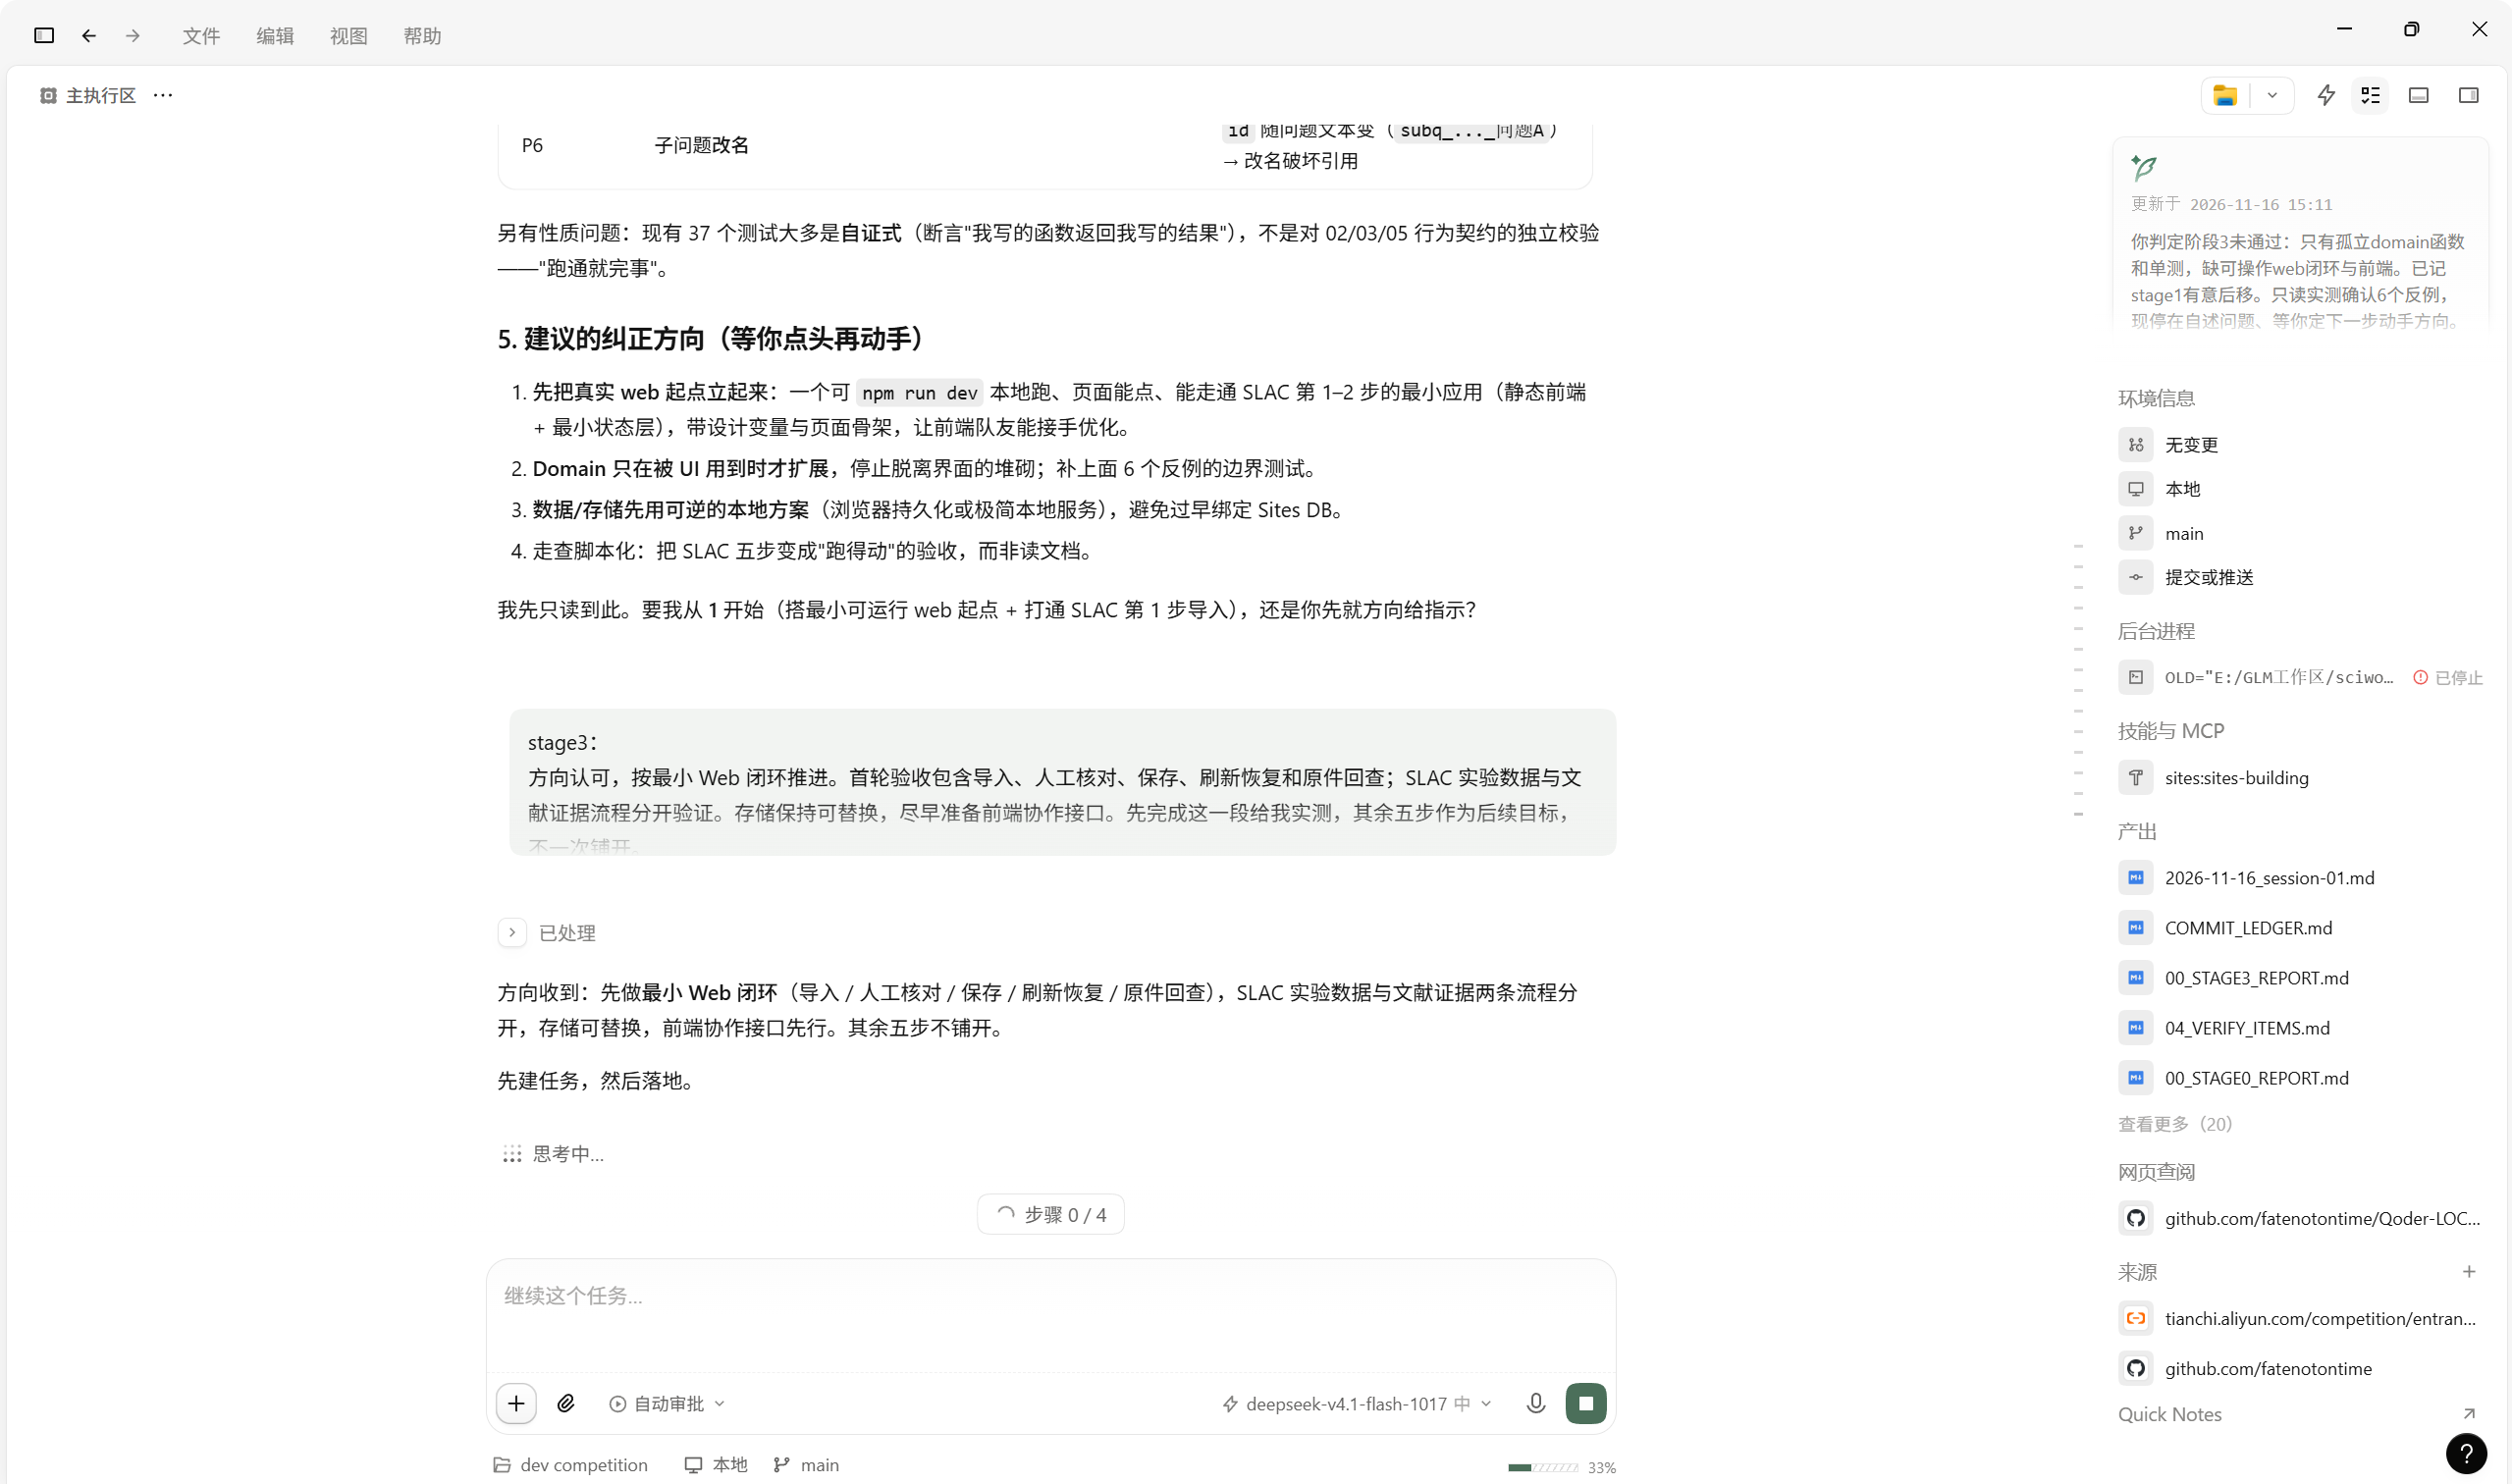 文件 编辑 视图 帮助
主执行区 ...
P6 子问题改名 id 随问题文本变（subq_..._问题A）
→ 改名破坏引用
另有性质问题：现有 37 个测试大多是自证式（断言"我写的函数返回我写的结果"），不是对 02/03/05 行为契约的独立校验
——"跑通就完事"。
5. 建议的纠正方向（等你点头再动手）
1. 先把真实 web 起点立起来：一个可 npm run dev 本地跑、页面能点、能走通 SLAC 第 1–2 步的最小应用（静态前端
+ 最小状态层），带设计变量与页面骨架，让前端队友能接手优化。
2. Domain 只在被 UI 用到时才扩展，停止脱离界面的堆砌；补上面 6 个反例的边界测试。
3. 数据/存储先用可逆的本地方案（浏览器持久化或极简本地服务），避免过早绑定 Sites DB。
4. 走查脚本化：把 SLAC 五步变成"跑得动"的验收，而非读文档。
我先只读到此。要我从 1 开始（搭最小可运行 web 起点 + 打通 SLAC 第 1 步导入），还是你先就方向给指示？
stage3：
方向认可，按最小 Web 闭环推进。首轮验收包含导入、人工核对、保存、刷新恢复和原件回查；SLAC 实验数据与文
献证据流程分开验证。存储保持可替换，尽早准备前端协作接口。先完成这一段给我实测，其余五步作为后续目标，
不一次铺开。
已处理
方向收到：先做最小 Web 闭环（导入 / 人工核对 / 保存 / 刷新恢复 / 原件回查），SLAC 实验数据与文献证据两条流程分
开，存储可替换，前端协作接口先行。其余五步不铺开。
先建任务，然后落地。
思考中...
步骤 0 / 4
继续这个任务...
自动审批 deepseek-v4.1-flash-1017 中
dev competition 本地 main 33%
更新于 2026-11-16 15:11
你判定阶段3未通过：只有孤立domain函数
和单测，缺可操作web闭环与前端。已记
stage1有意后移。只读实测确认6个反例，
现停在自述问题、等你定下一步动手方向。
环境信息
无变更
本地
main
提交或推送
后台进程
OLD="E:/GLM工作区/sciwo... 已停止
技能与 MCP
sites:sites-building
产出
2026-11-16_session-01.md
COMMIT_LEDGER.md
00_STAGE3_REPORT.md
04_VERIFY_ITEMS.md
00_STAGE0_REPORT.md
查看更多（20）
网页查阅
github.com/fatenotontime/Qoder-LOC...
来源 +
tianchi.aliyun.com/competition/entran...
github.com/fatenotontime
Quick Notes
?